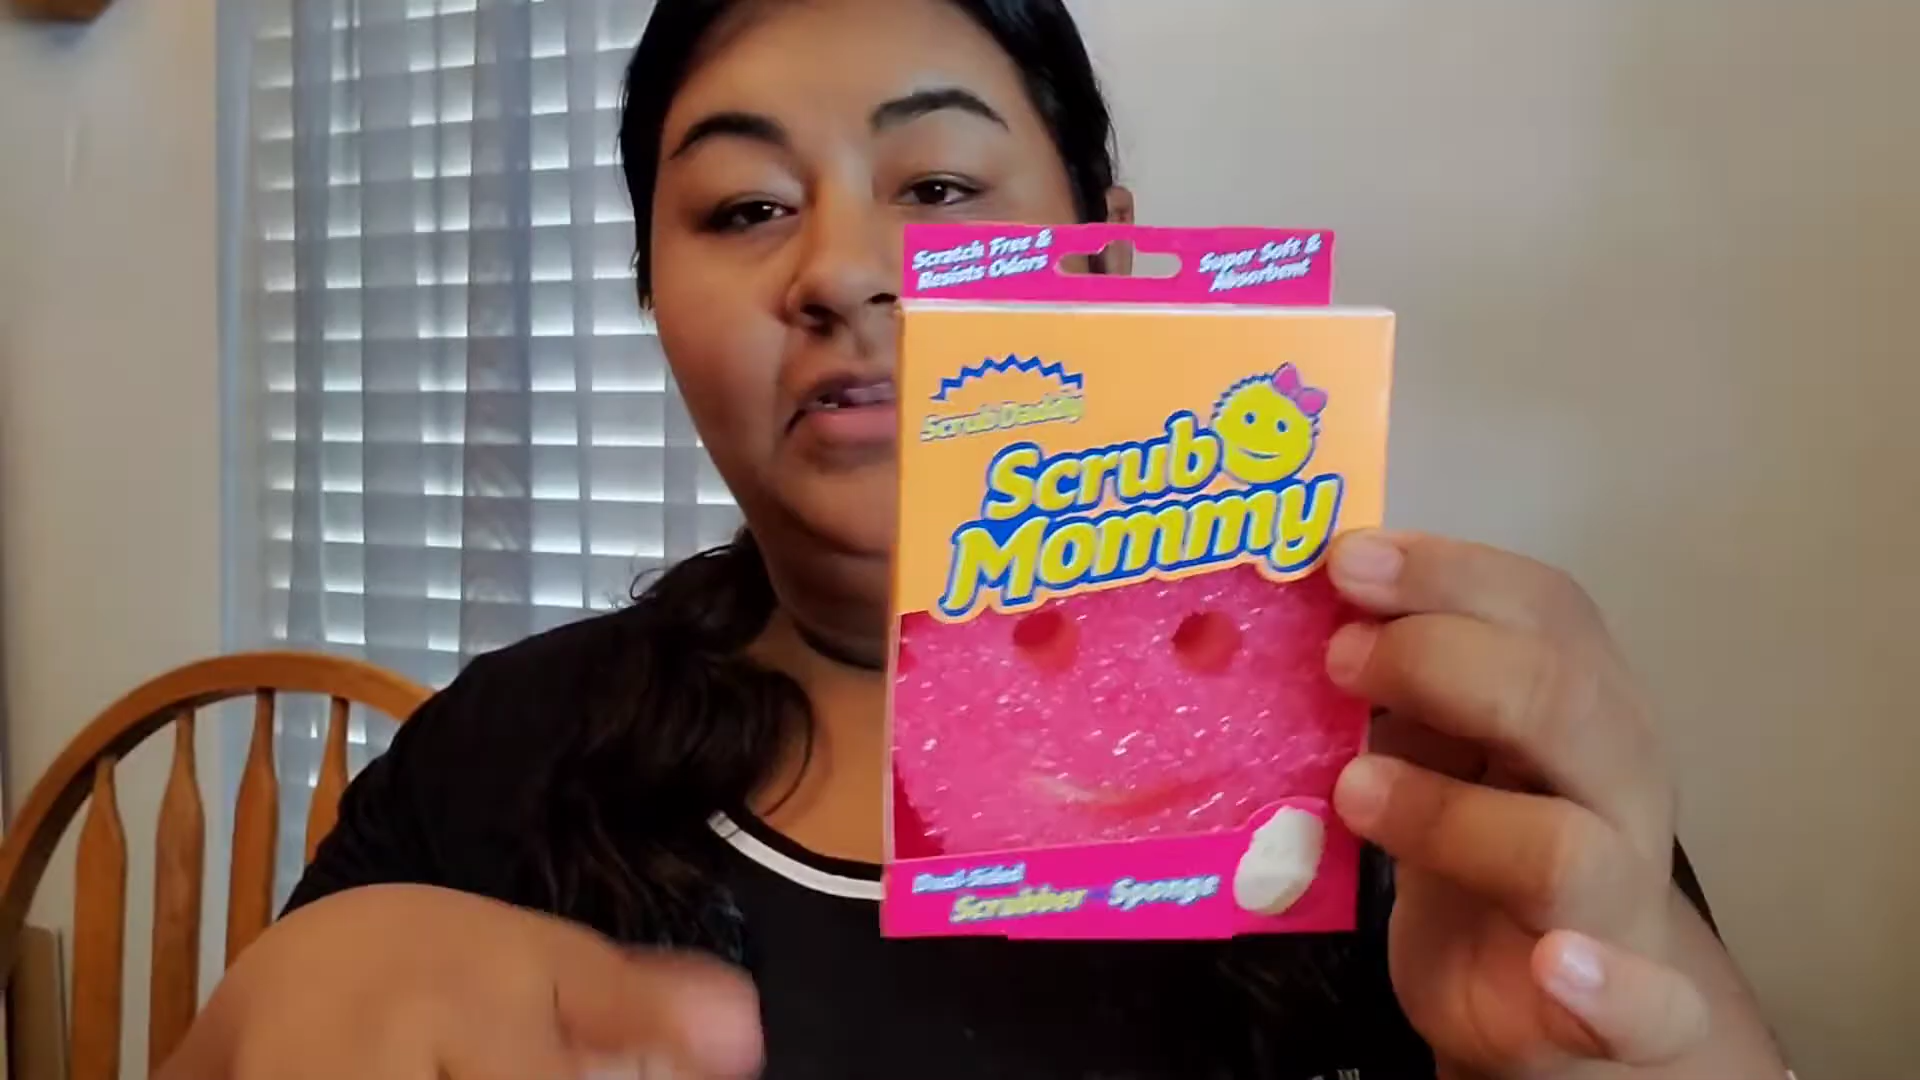 Scratch Free &
Resists Odors
Super Soft &
Absorbent
Scrub Daddy
Scrub
Mommy
Dual-Sided
Scrubber + Sponge